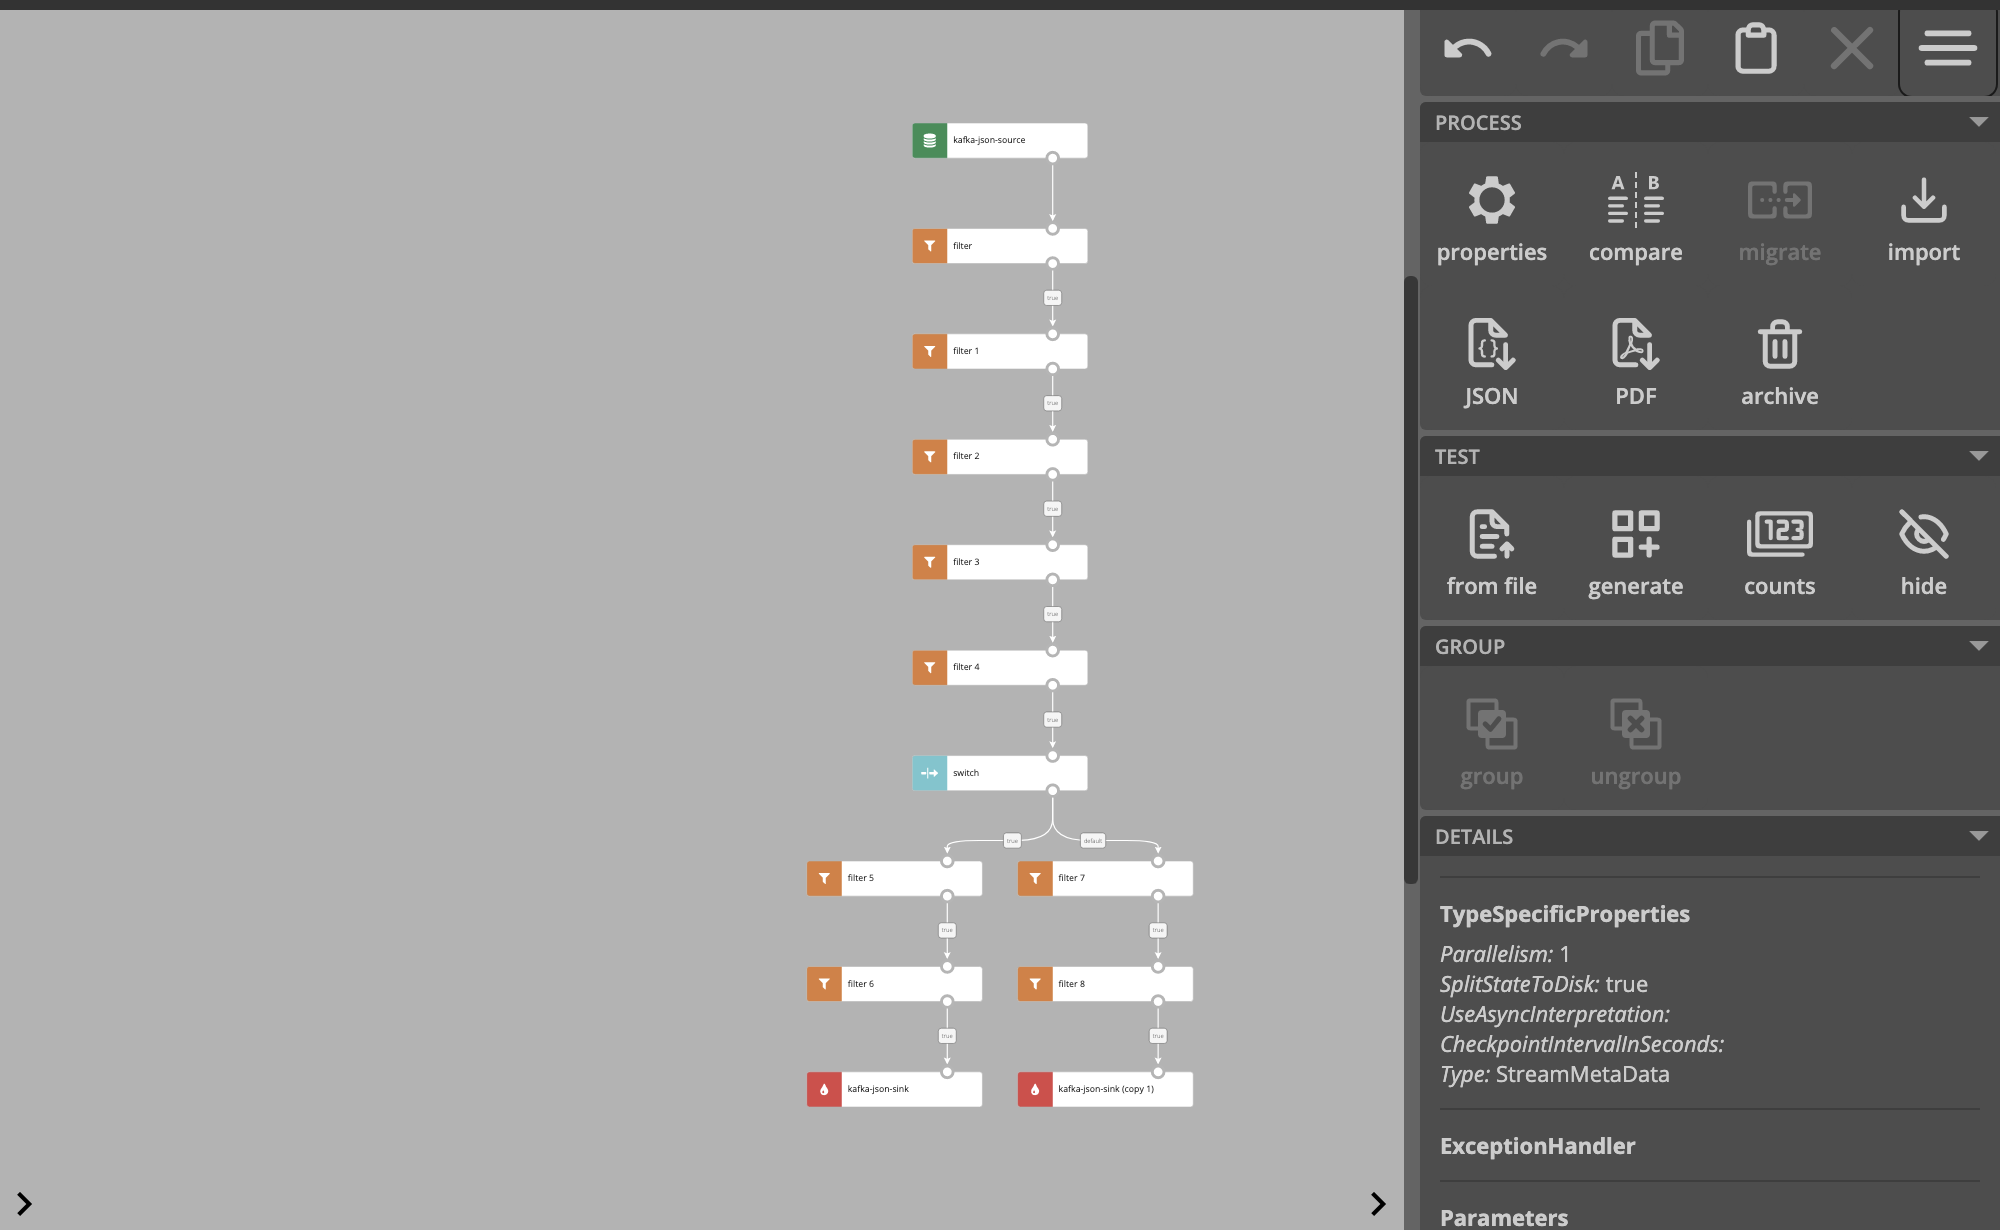 kafka-json-source
filter
true
filter 1
true
filter 2
true
filter 3
true
filter 4
true
switch
true
default
filter 5
filter 7
true
true
filter 6
filter 8
true
true
kafka-json-sink
kafka-json-sink (copy 1)
PROCESS
A B
properties
compare
migrate
import
JSON
PDF
archive
TEST
123
from file
generate
counts
hide
GROUP
group
ungroup
DETAILS
TypeSpecificProperties
Parallelism: 1
SplitStateToDisk: true
UseAsyncInterpretation:
CheckpointIntervalInSeconds:
Type: StreamMetaData
ExceptionHandler
Parameters